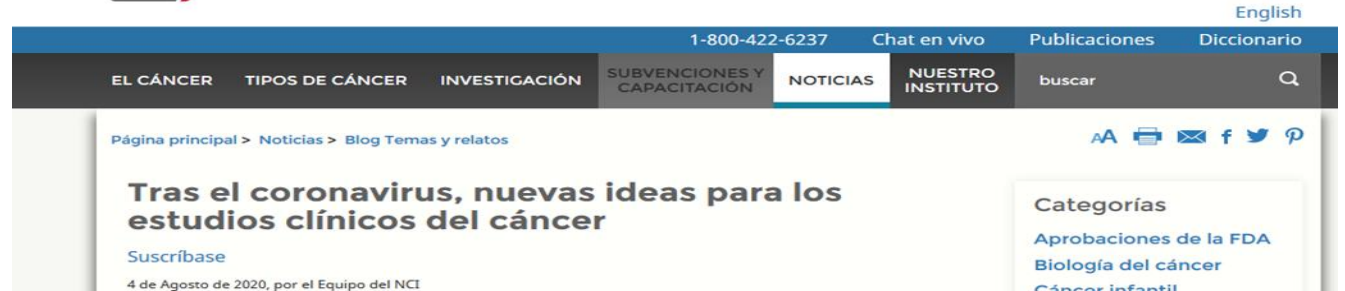 English
1-800-422-6237 Chat en vivo Publicaciones Diccionario
EL CÁNCER TIPOS DE CÁNCER INVESTIGACIÓN SUBVENCIONES Y CAPACITACIÓN NOTICIAS NUESTRO INSTITUTO buscar
Página principal > Noticias > Blog Temas y relatos
AA
Tras el coronavirus, nuevas ideas para los
estudios clínicos del cáncer
Suscríbase
4 de Agosto de 2020, por el Equipo del NCI
Categorías
Aprobaciones de la FDA
Biología del cáncer
Cáncer infantil